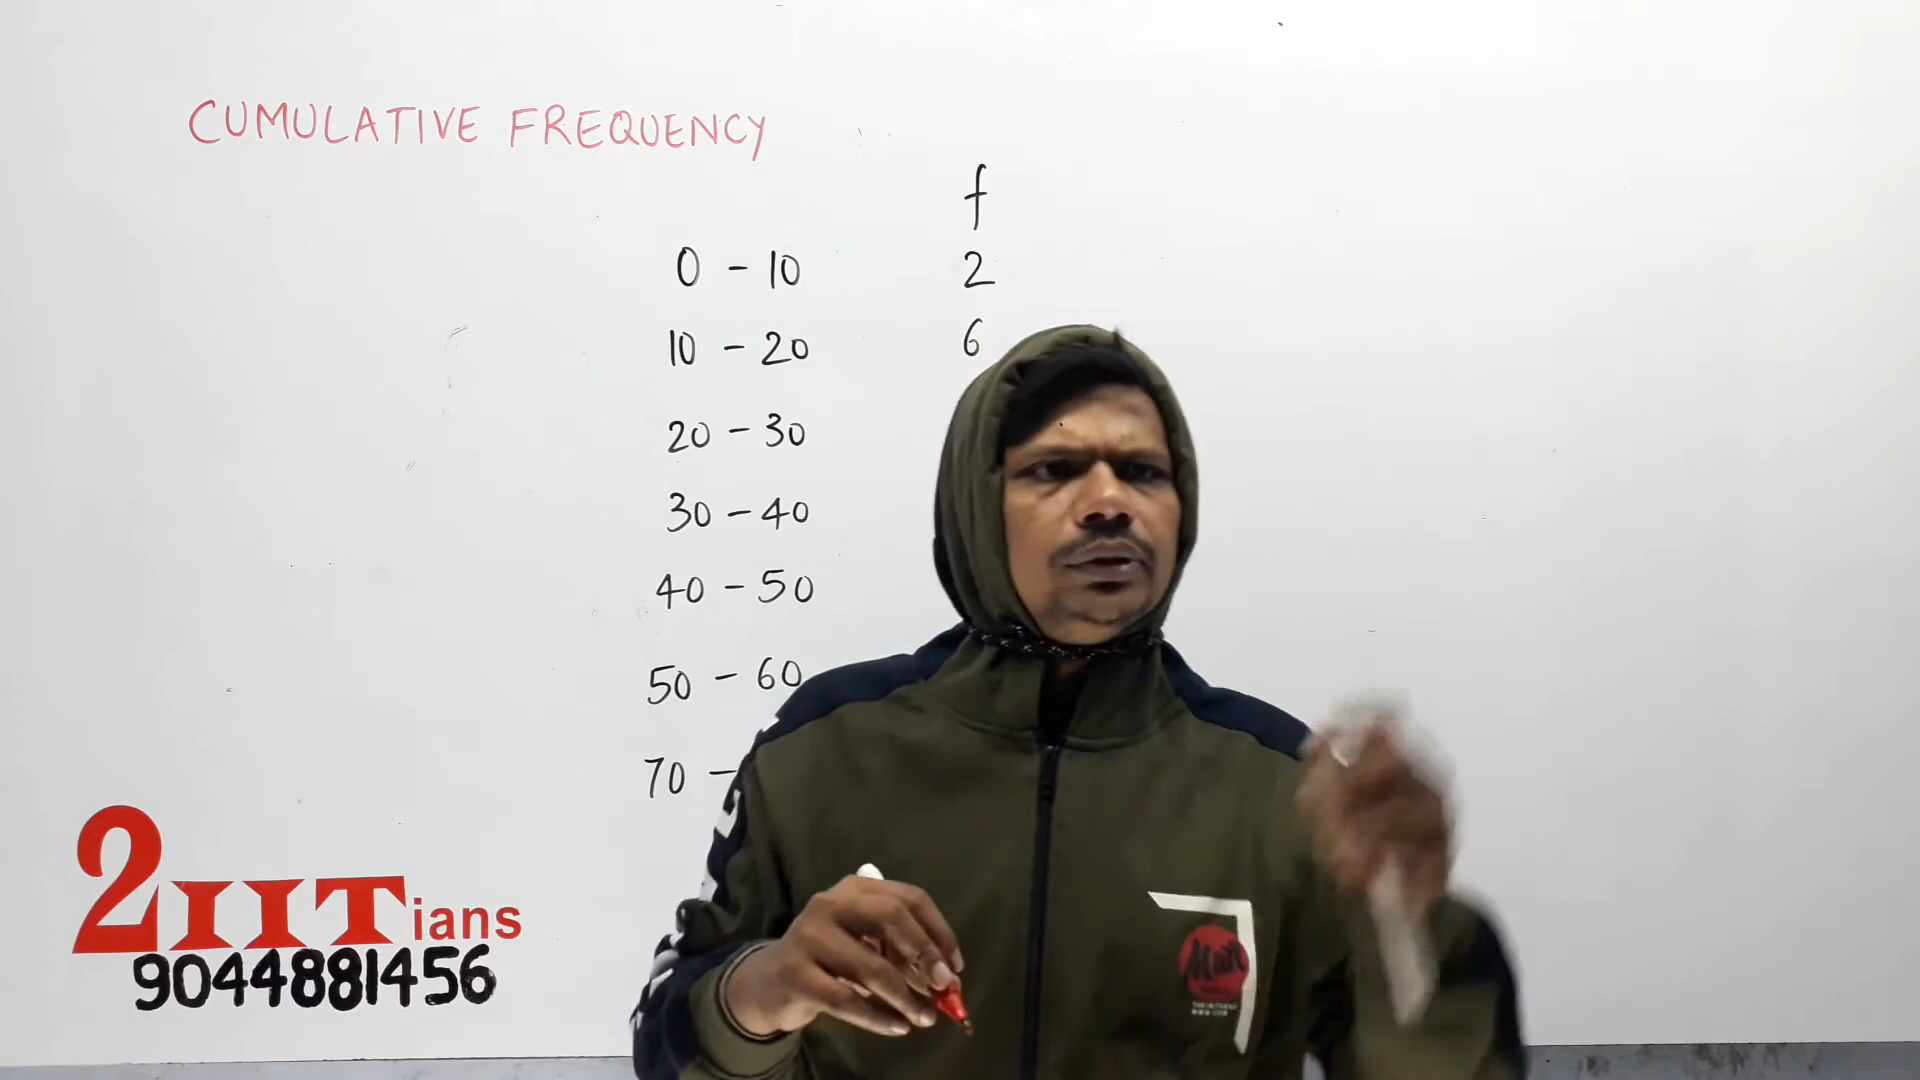 CUMULATIVE FREQUENCY
f
0 - 10 2
10 - 20 6
20 - 30
30 - 40
40 - 50
50 - 60
70 -
2IITians
9044881456